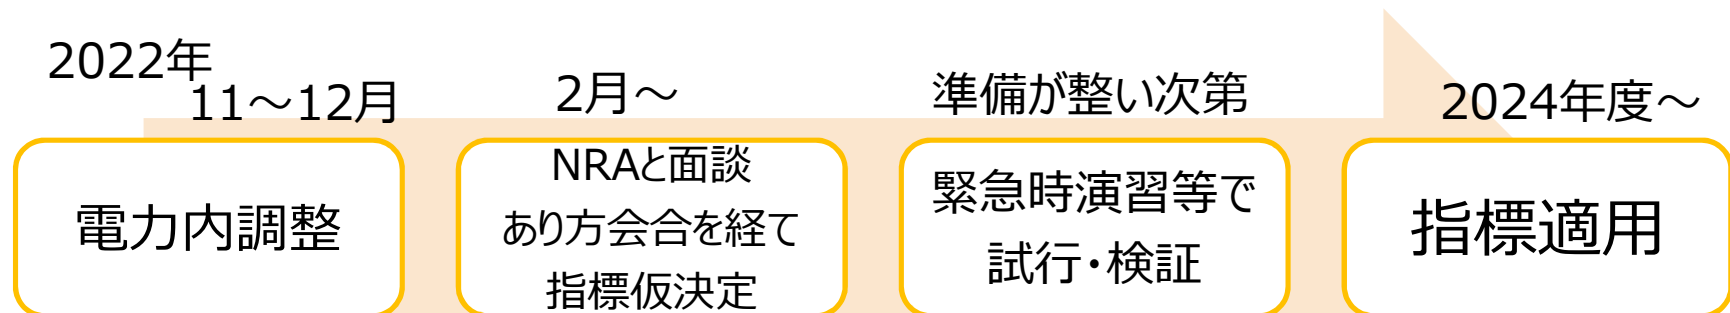 2022年
11～12月
電力内調整
2月～
NRAと面談
あり方会合を経て
指標仮決定
準備が整い次第
緊急時演習等で
試行・検証
2024年度～
指標適用